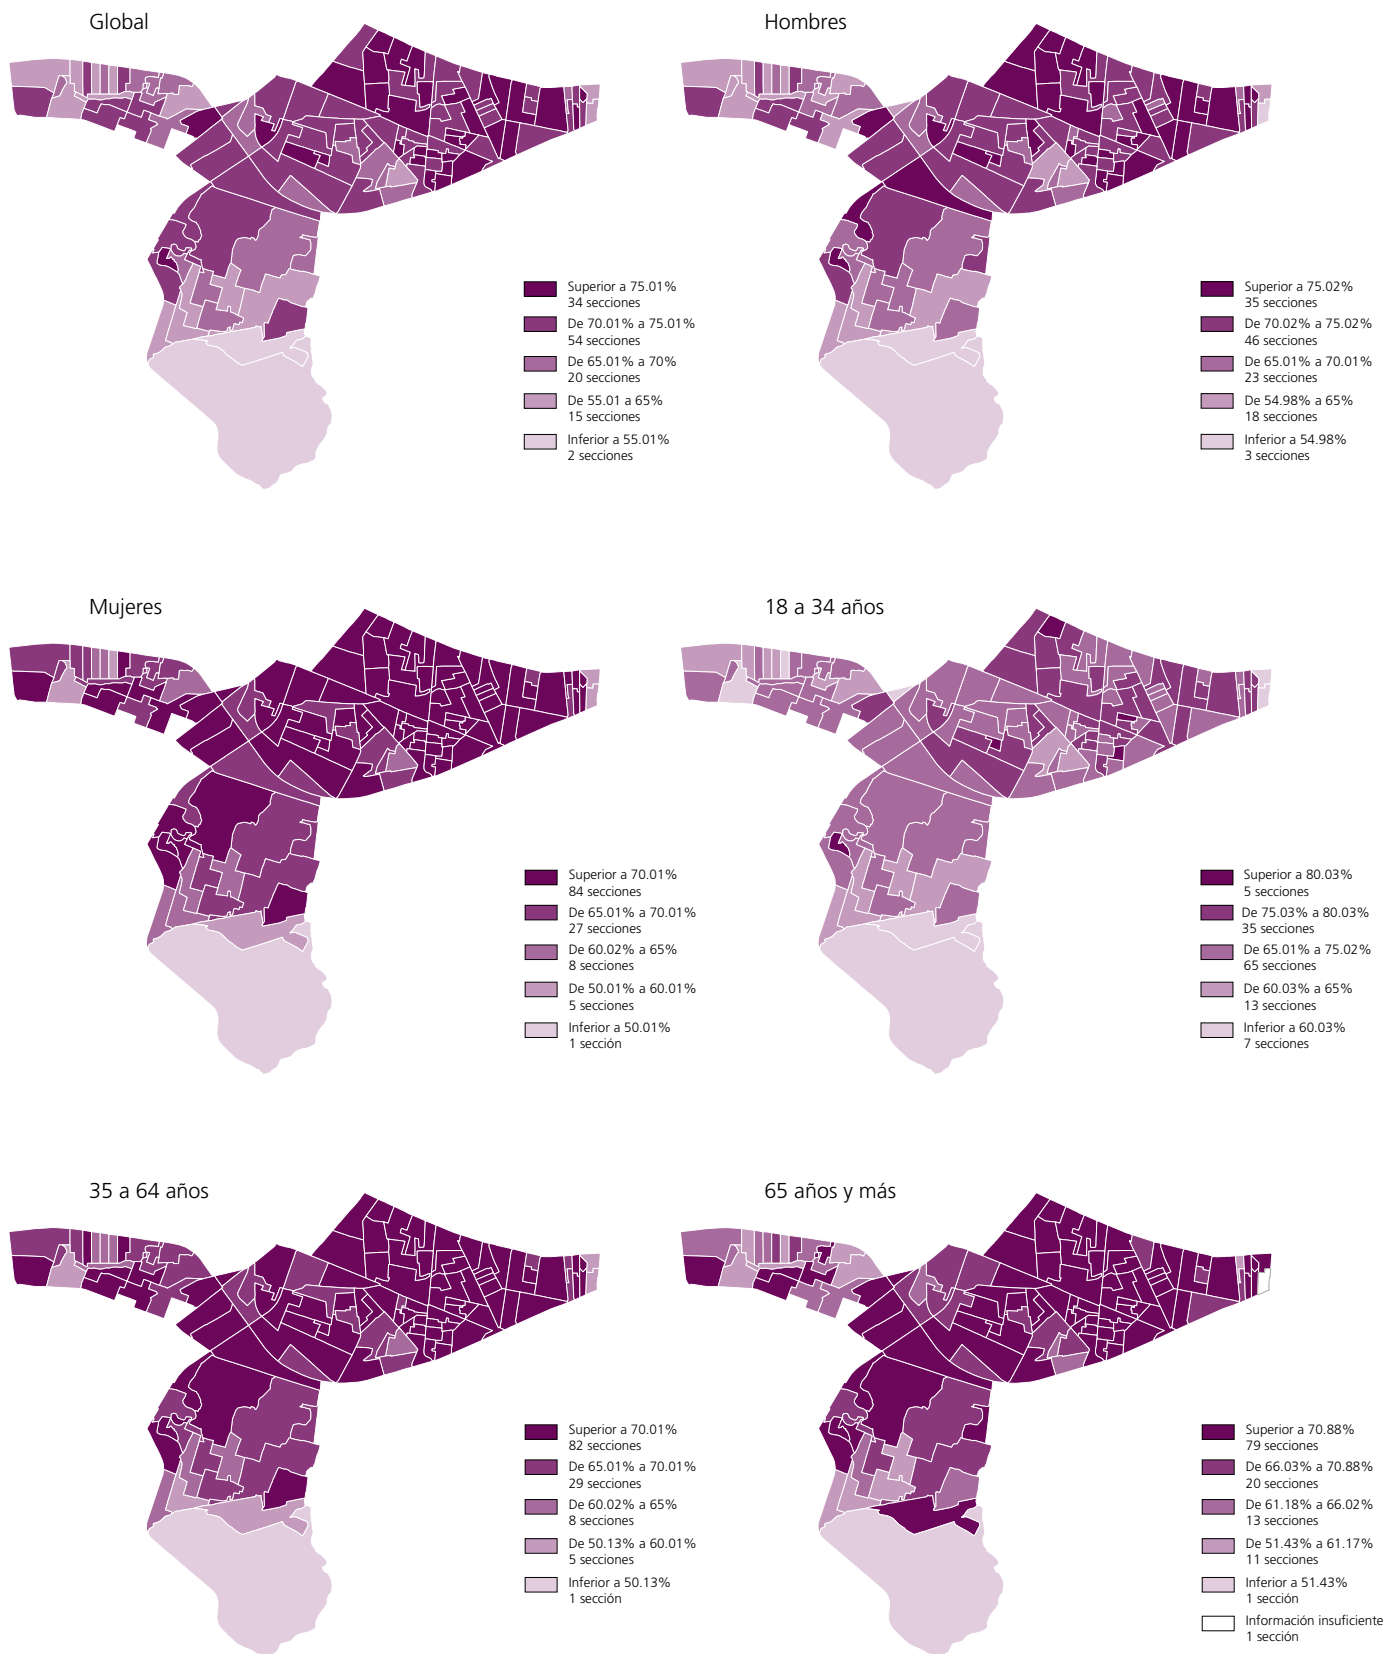 Global
Superior a 75.01%
34 secciones
De 70.01% a 75.01%
54 secciones
De 65.01% a 70%
20 secciones
De 55.01 a 65%
15 secciones
Inferior a 55.01%
2 secciones
Hombres
Superior a 75.02%
35 secciones
De 70.02% a 75.02%
46 secciones
De 65.01% a 70.01%
23 secciones
De 54.98% a 65%
18 secciones
Inferior a 54.98%
3 secciones
Mujeres
Superior a 70.01%
84 secciones
De 65.01% a 70.01%
27 secciones
De 60.02% a 65%
8 secciones
De 50.01% a 60.01%
5 secciones
Inferior a 50.01%
1 sección
18 a 34 años
Superior a 80.03%
5 secciones
De 75.03% a 80.03%
35 secciones
De 65.01% a 75.02%
65 secciones
De 60.03% a 65%
13 secciones
Inferior a 60.03%
7 secciones
35 a 64 años
Superior a 70.01%
82 secciones
De 65.01% a 70.01%
29 secciones
De 60.02% a 65%
8 secciones
De 50.13% a 60.01%
5 secciones
Inferior a 50.13%
1 sección
65 años y más
Superior a 70.88%
79 secciones
De 66.03% a 70.88%
20 secciones
De 61.18% a 66.02%
13 secciones
De 51.43% a 61.17%
11 secciones
Inferior a 51.43%
1 sección
Información insuficiente
1 sección